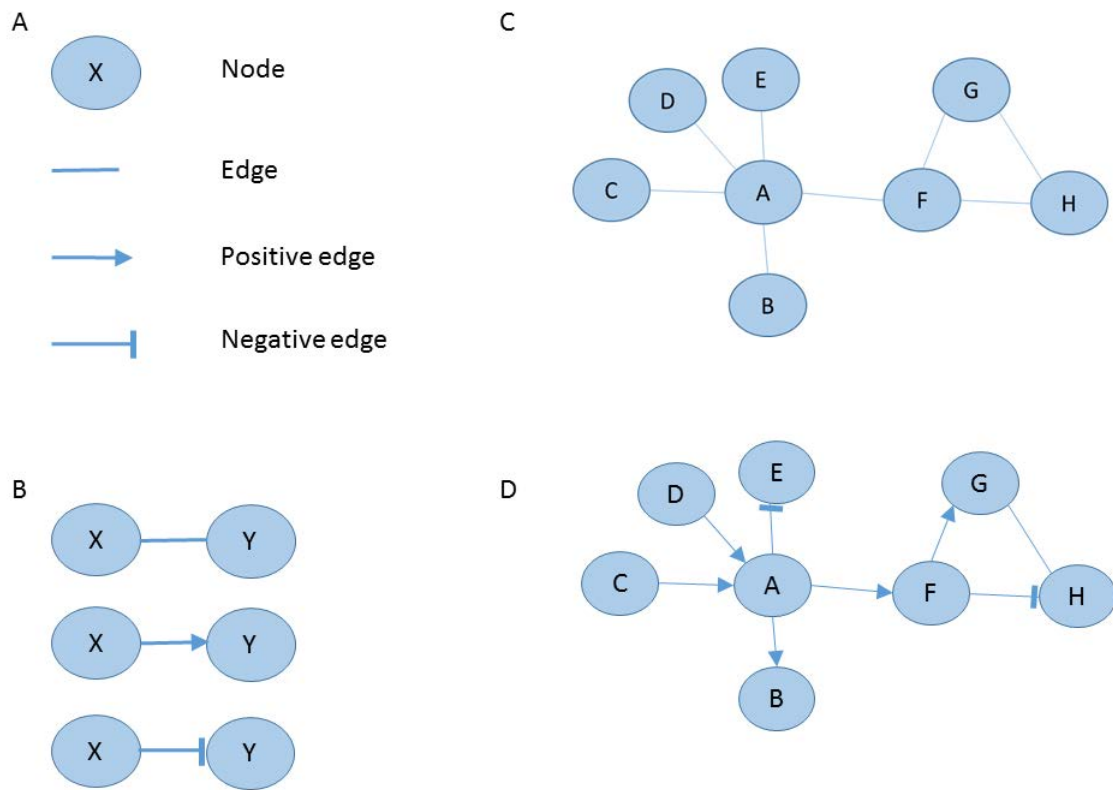 A
X Node
Edge
Positive edge
Negative edge
B
X Y
X Y
X Y
C
E
D
G
C A F H
B
D
E
D
G
C A F H
B